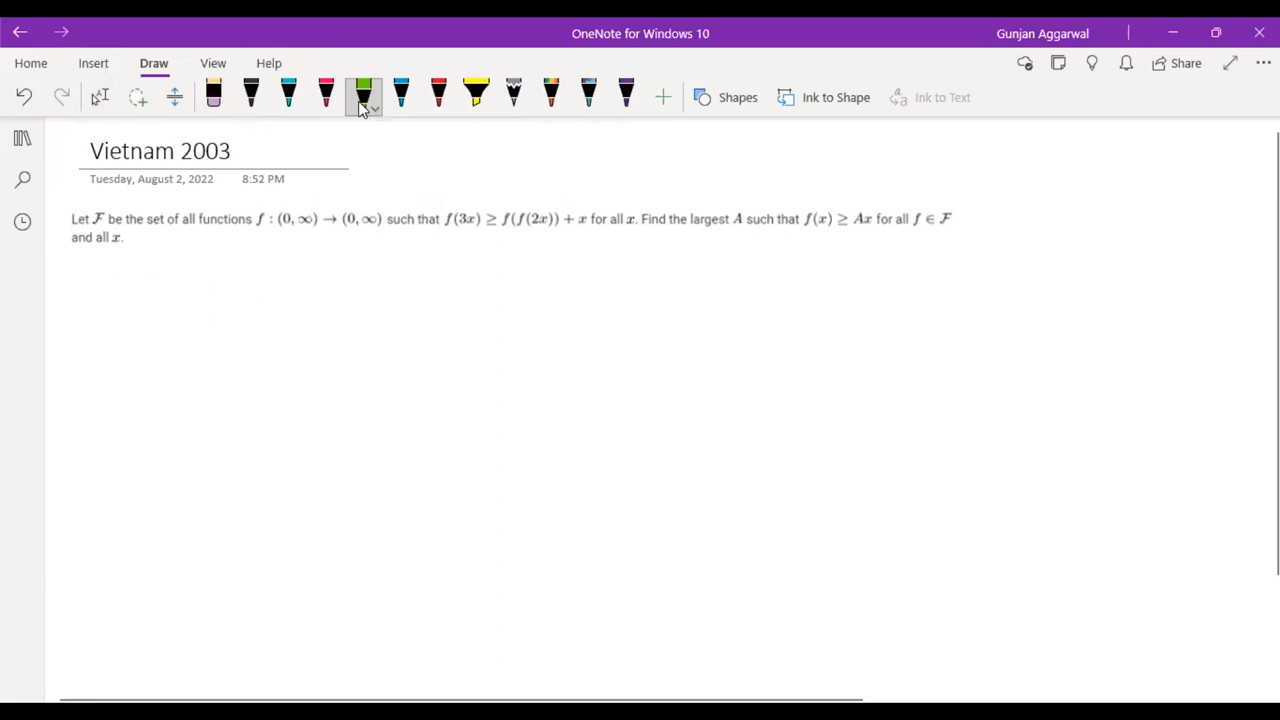 OneNote for Windows 10
Gunjan Aggarwal
Home Insert Draw View Help
Share
Shapes Ink to Shape Ink to Text
Vietnam 2003
Tuesday, August 2, 2022 8:52 PM
Let ℱ be the set of all functions f : (0, ∞) → (0, ∞) such that f(3x) ≥ f(f(2x)) + x for all x. Find the largest A such that f(x) ≥ Ax for all f ∈ ℱ
and all x.